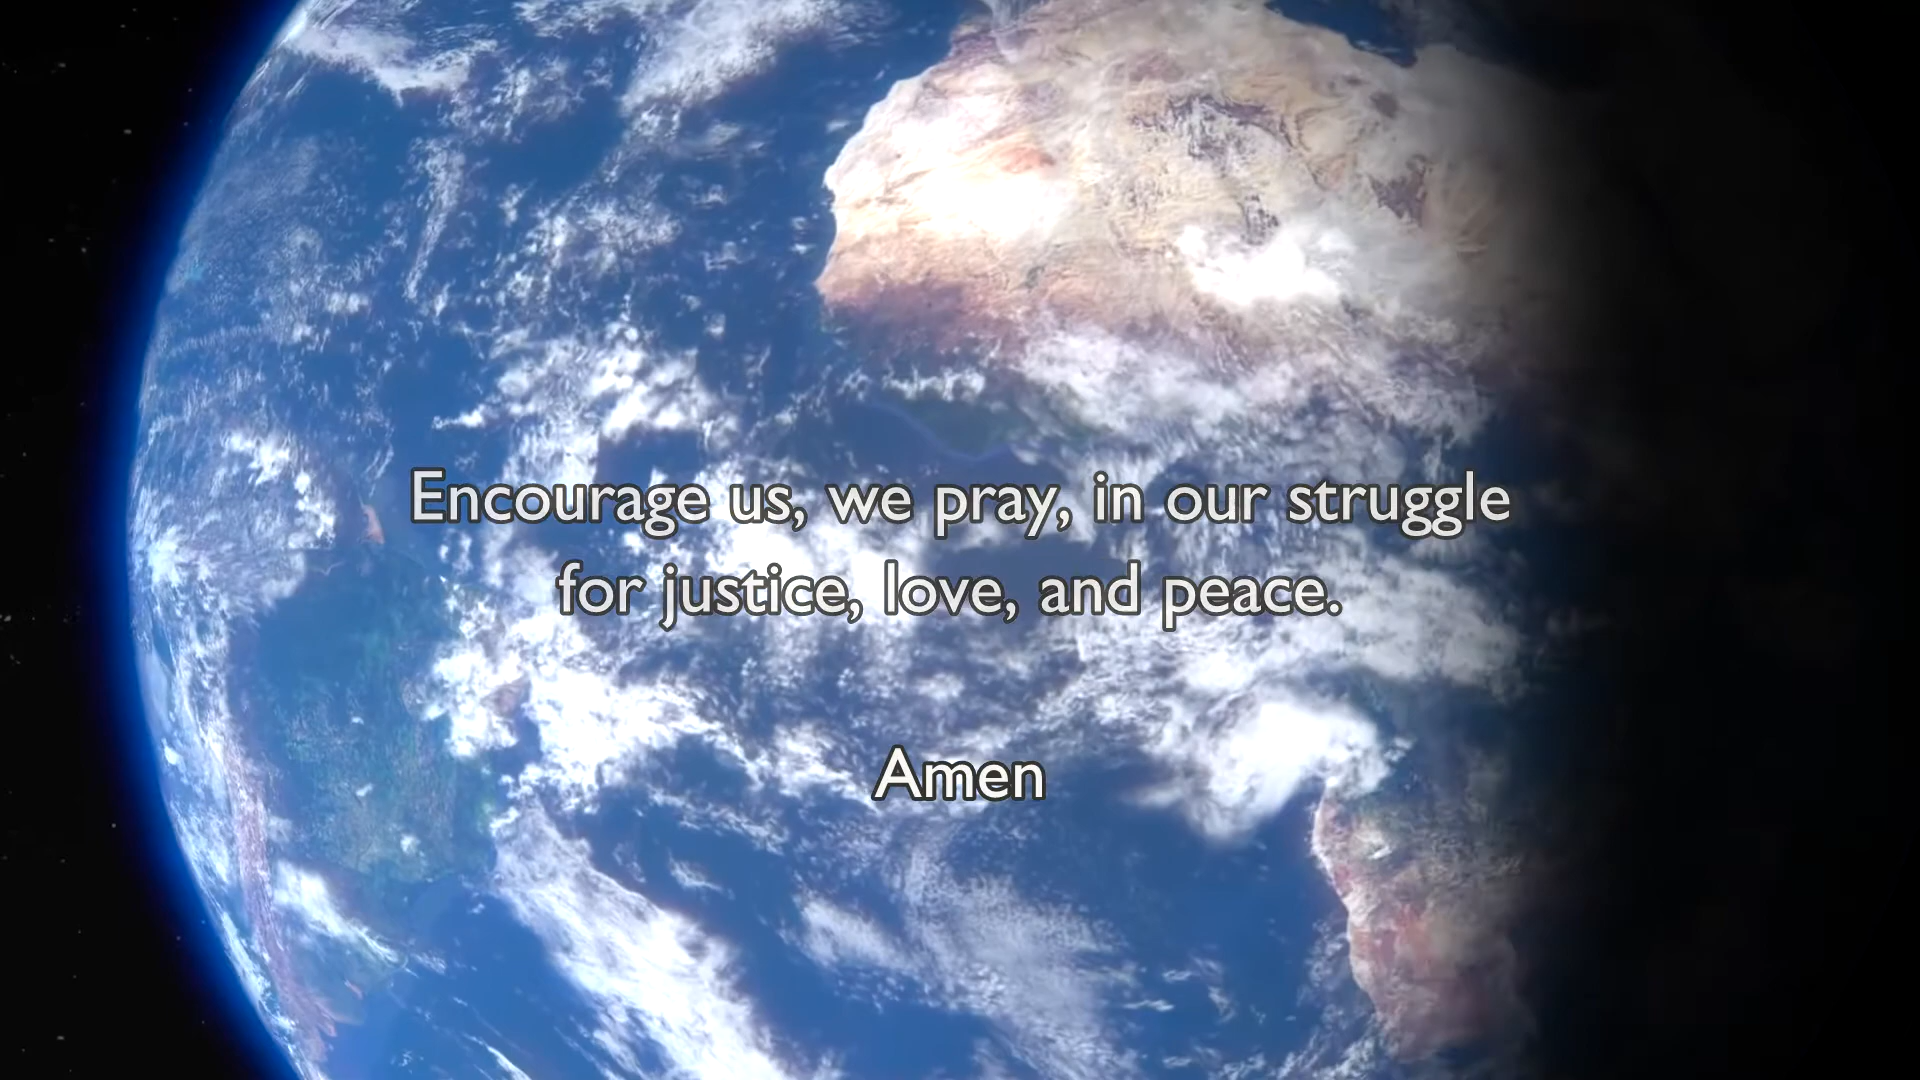 Encourage us, we pray, in our struggle
for justice, love, and peace.
Amen